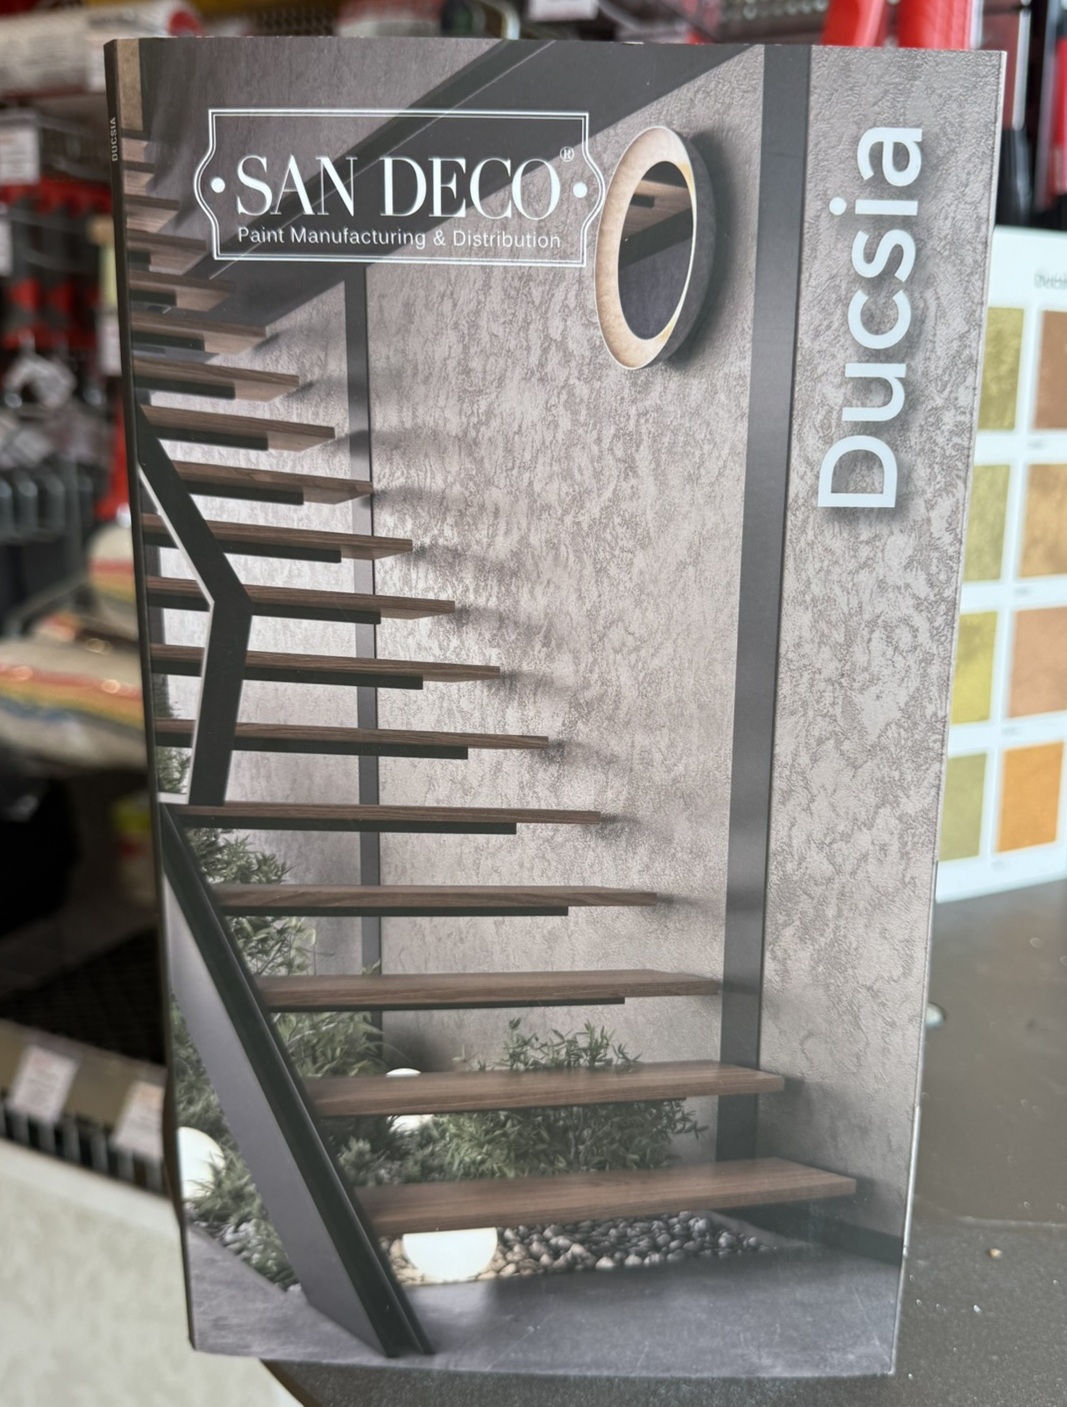 DUCSIA
SAN DECO®
Paint Manufacturing & Distribution
Ducsia